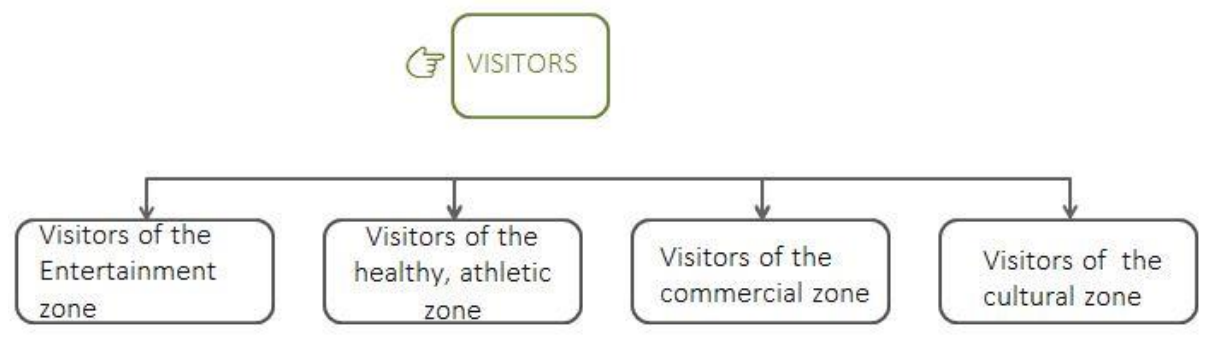 VISITORS
Visitors of the
Entertainment
zone
Visitors of the
healthy, athletic
zone
Visitors of the
commercial zone
Visitors of the
cultural zone